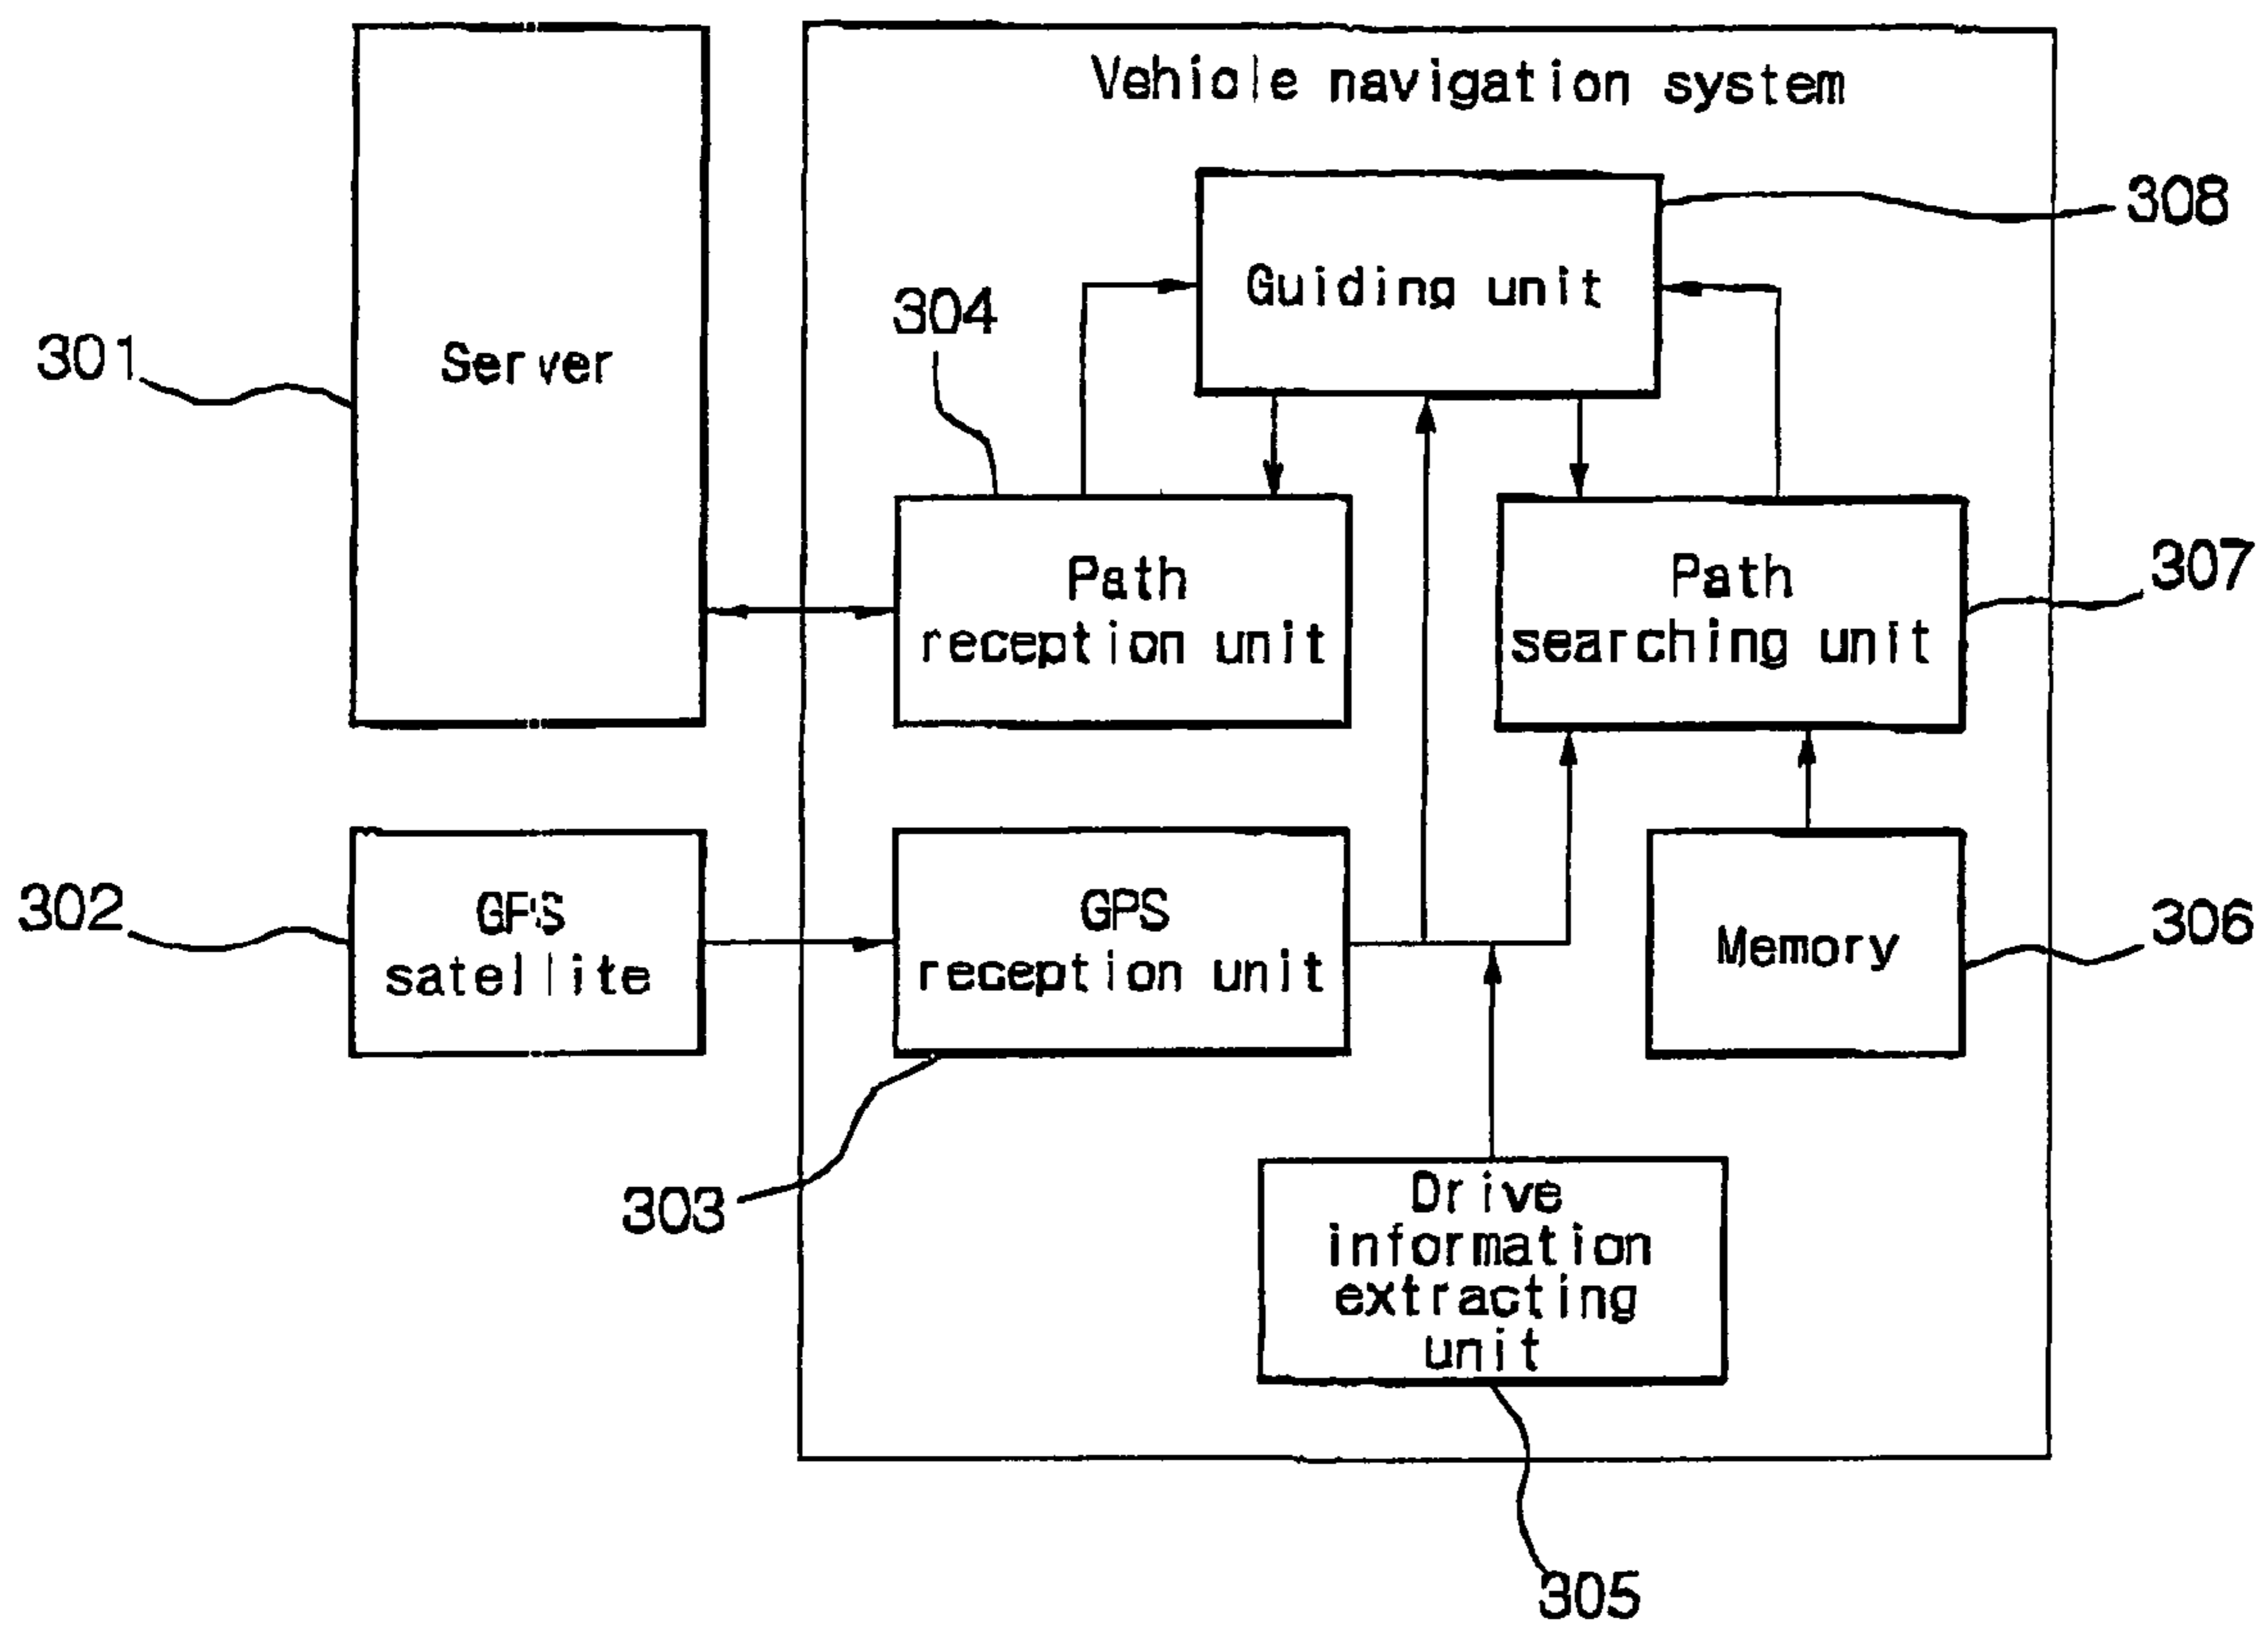 Vehicle navigation system
308
Guiding unit
304
301
Server
Path
reception unit
Path
searching unit
307
302
GPS
satellite
GPS
reception unit
Memory
306
303
Drive
information
extracting
unit
305